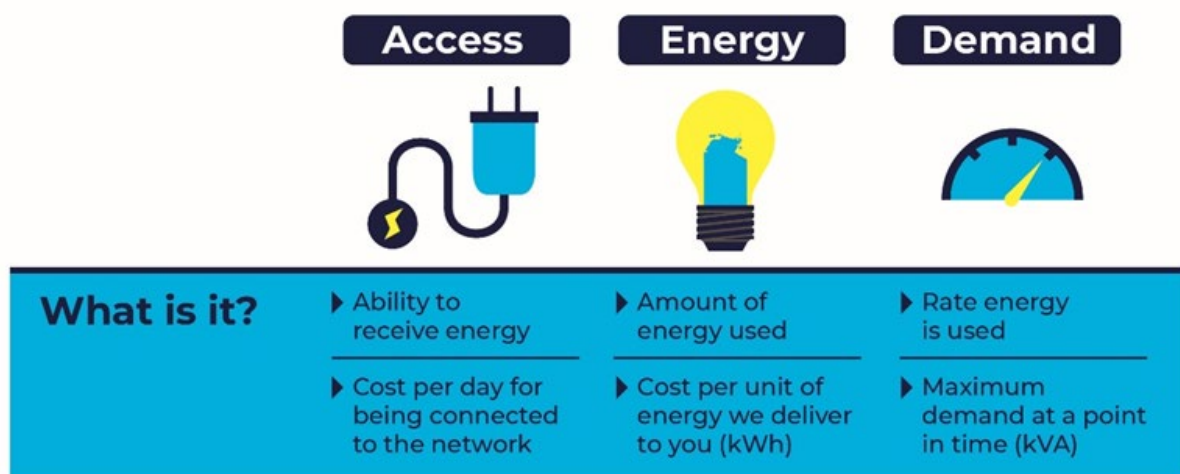 Access
Energy
Demand
What is it?
Ability to
receive energy
Cost per day for
being connected
to the network
Amount of
energy used
Cost per unit of
energy we deliver
to you (kWh)
Rate energy
is used
Maximum
demand at a point
in time (kVA)